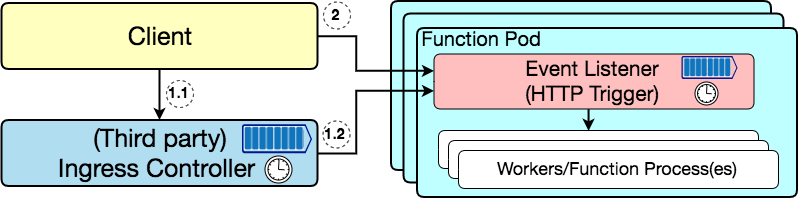 Client
2
1.1
(Third party)
Ingress Controller
1.2
Function Pod
Event Listener
(HTTP Trigger)
Workers/Function Process(es)